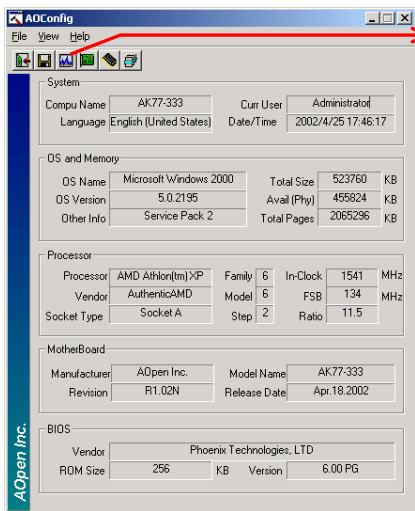 AOConfig
File View Help
System
Compu Name AK77-333 Curr User Administrator
Language English (United States) Date/Time 2002/4/25 17:46:17
OS and Memory
OS Name Microsoft Windows 2000 Total Size 523760 KB
OS Version 5.0.2195 Avail (Phy) 455824 KB
Other Info Service Pack 2 Total Pages 2065296 KB
Processor
Processor AMD Athlon(tm) XP Family 6 In-Clock 1541 MHz
Vendor AuthenticAMD Model 6 FSB 134 MHz
Socket Type Socket A Step 2 Ratio 11.5
MotherBoard
Manufacturer AOpen Inc. Model Name AK77-333
Revision R1.02N Release Date Apr.18.2002
BIOS
Vendor Phoenix Technologies, LTD
ROM Size 256 KB Version 6.00 PG
AOpen Inc.